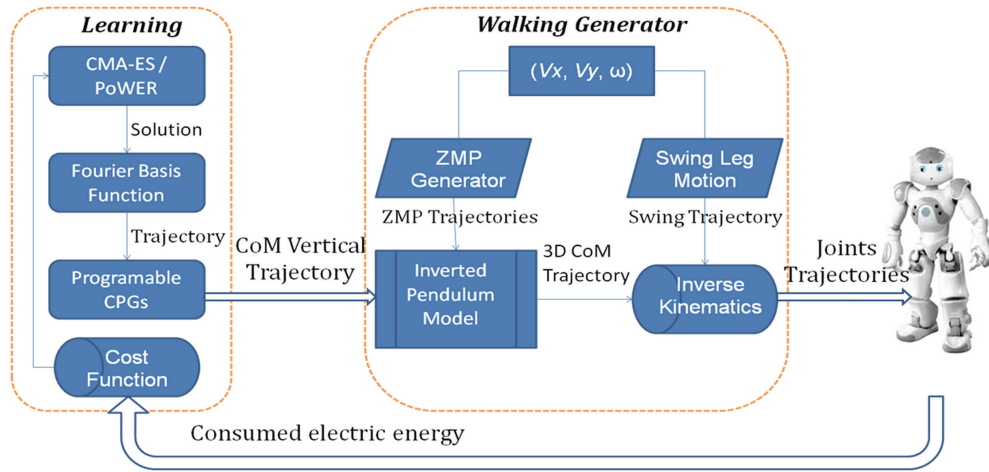 Learning
CMA-ES /
PoWER
Solution
Fourier Basis
Function
Trajectory
Programable
CPGs
Cost
Function
CoM Vertical
Trajectory
Walking Generator
(Vx, Vy, ω)
ZMP
Generator
ZMP Trajectories
Swing Leg
Motion
Swing Trajectory
Inverted
Pendulum
Model
3D CoM
Trajectory
Inverse
Kinematics
Joints
Trajectories
Consumed electric energy